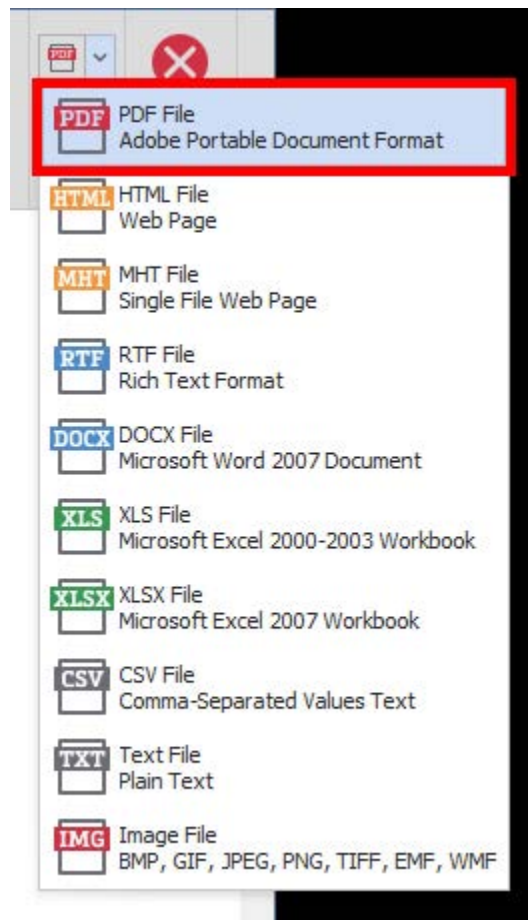 PDF
PDF
PDF File
Adobe Portable Document Format
HTML
HTML File
Web Page
MHT
MHT File
Single File Web Page
RTF
RTF File
Rich Text Format
DOCX
DOCX File
Microsoft Word 2007 Document
XLS
XLS File
Microsoft Excel 2000-2003 Workbook
XLSX
XLSX File
Microsoft Excel 2007 Workbook
CSV
CSV File
Comma-Separated Values Text
TXT
Text File
Plain Text
IMG
Image File
BMP, GIF, JPEG, PNG, TIFF, EMF, WMF